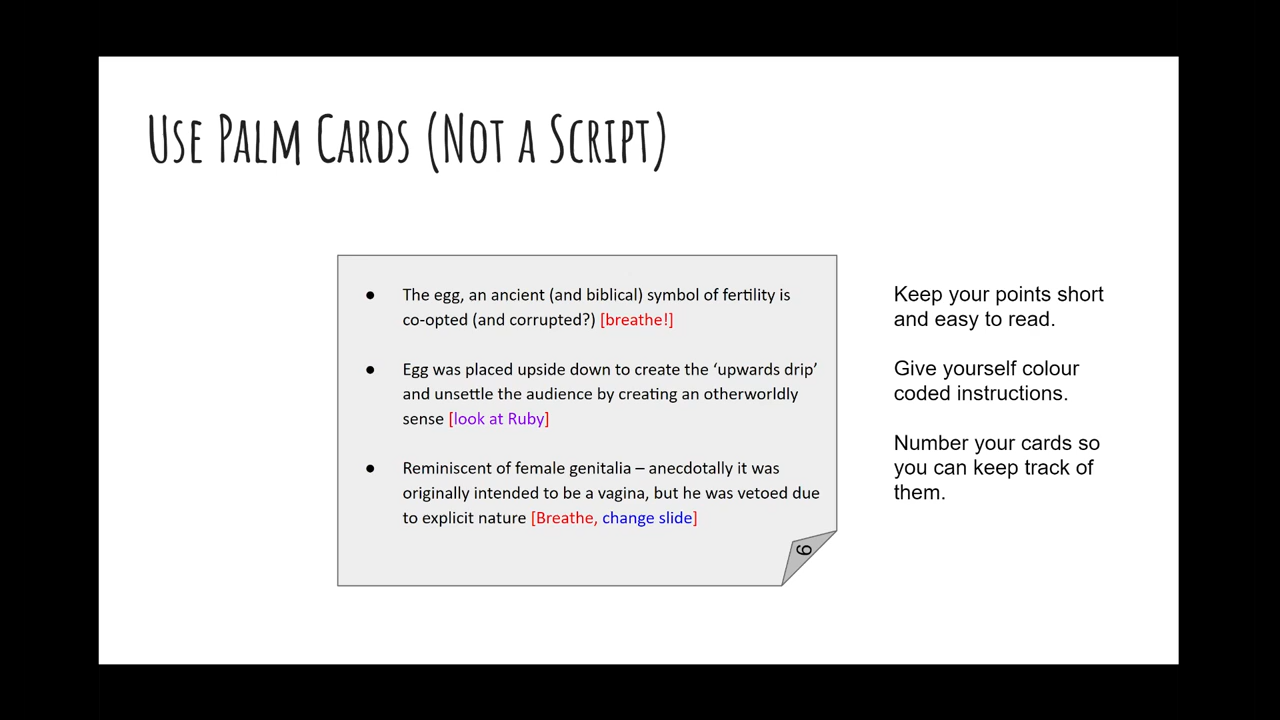 Use Palm Cards (Not a Script)
● The egg, an ancient (and biblical) symbol of fertility is
co-opted (and corrupted?) [breathe!]
● Egg was placed upside down to create the ‘upwards drip’
and unsettle the audience by creating an otherworldly
sense [look at Ruby]
● Reminiscent of female genitalia – anecdotally it was
originally intended to be a vagina, but he was vetoed due
to explicit nature [Breathe, change slide]
6
Keep your points short
and easy to read.
Give yourself colour
coded instructions.
Number your cards so
you can keep track of
them.